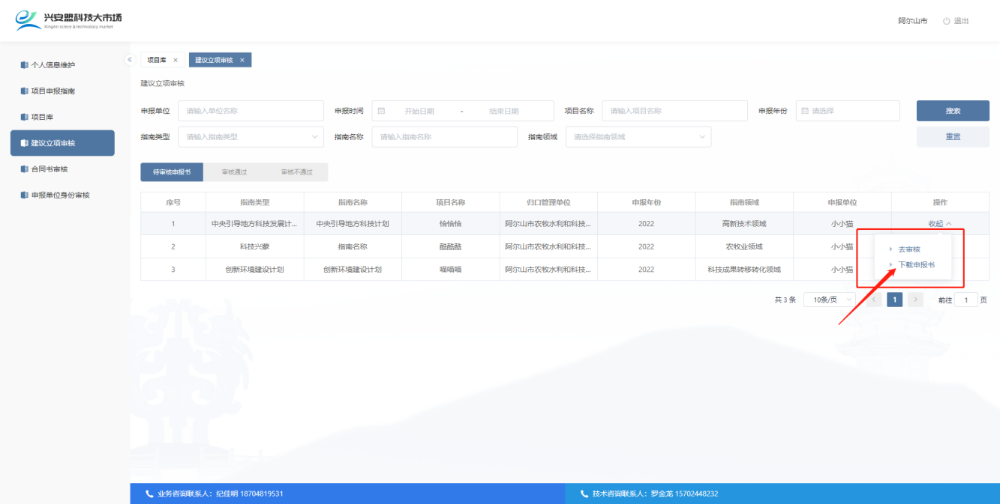 兴安盟科技大市场
XingAn sciece & technolocy market
阿尔山市 退出
个人信息维护
项目申报指南
项目库
建议立项审核
合同书审核
申报单位身份审核
项目库 × 建议立项审核 ×
建议立项审核
申报单位 请输入单位名称 申报时间 开始日期 - 结束日期 项目名称 请输入项目名称 申报年份 请选择 搜索
指南类型 请输入指南类型 指南名称 请输入指南名称 指南领域 请选择指南领域 重置
待审核申报书 审核通过 审核不通过
序号 指南类型 指南名称 项目名称 归口管理单位 申报年份 指南领域 申报单位 操作
1 中央引导地方科技发展计... 中央引导地方科技计划 恰恰恰 阿尔山市农牧水利和科技... 2022 高新技术领域 小小猫 收起
2 科技兴蒙 指南名称 酷酷酷 阿尔山市农牧水利和科技... 2022 农牧业领域 小小猫
3 创新环境建设计划 创新环境建设计划 喵喵喵 阿尔山市农牧水利和科技... 2022 科技成果转移转化领域 小小猫
去审核
下载申报书
共 3 条 10条/页 < 1 > 前往 1 页
业务咨询联系人：纪佳明 18704819531
技术咨询联系人：罗金龙 15702448232